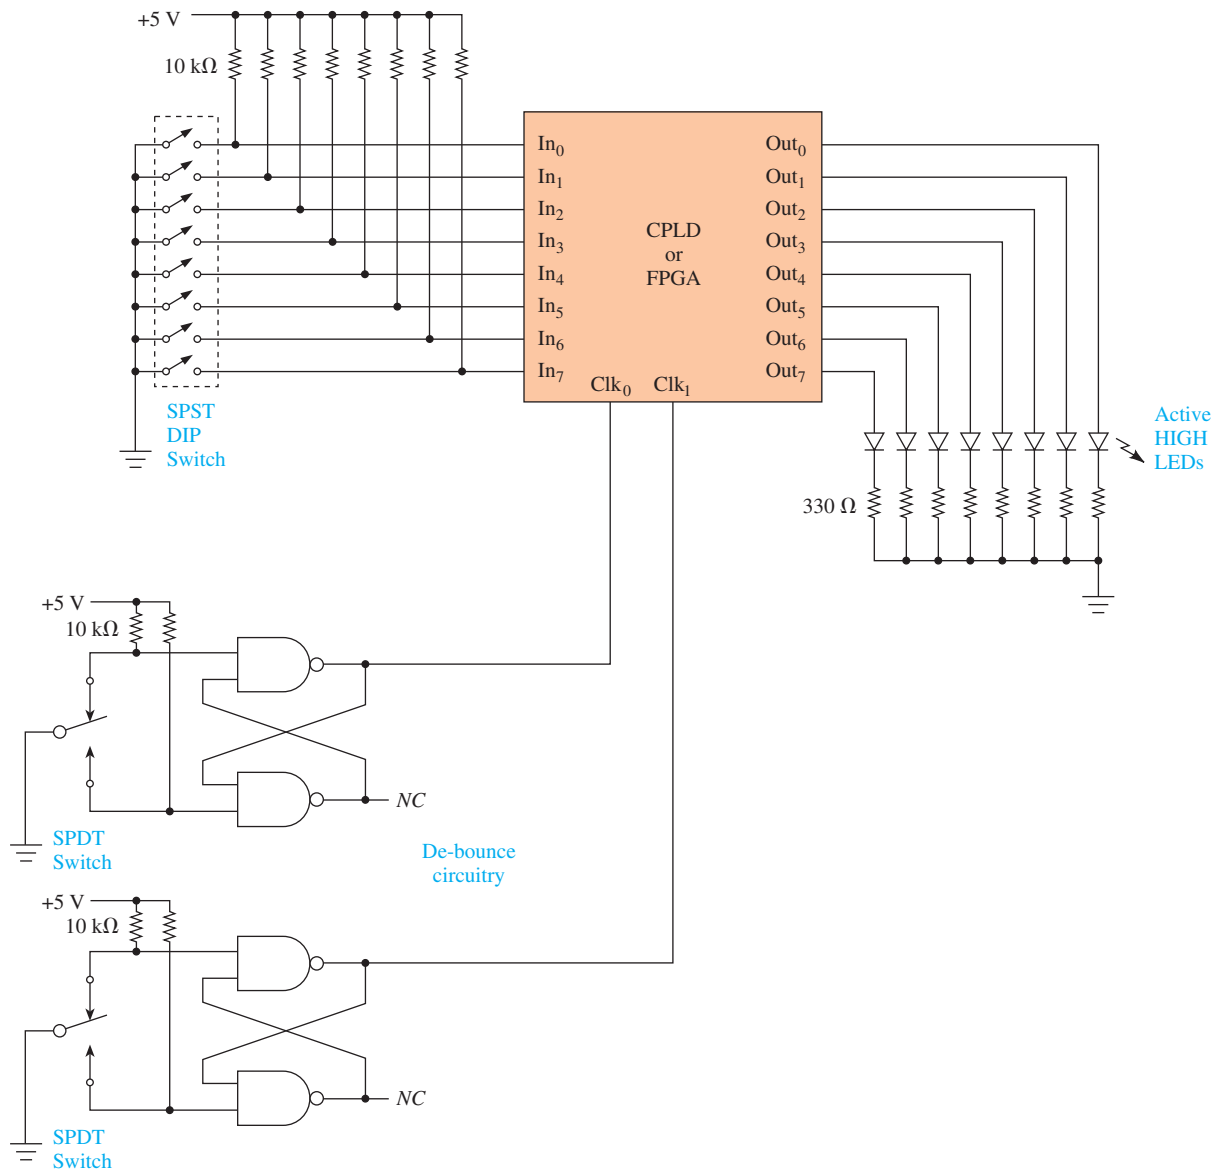 +5 V
10 kΩ
In₀ Out₀
In₁ Out₁
In₂ Out₂
In₃ Out₃
In₄ Out₄
In₅ Out₅
In₆ Out₆
In₇ Out₇
CPLD
or
FPGA
Clk₀ Clk₁
SPST
DIP
Switch
Active
HIGH
LEDs
330 Ω
+5 V
10 kΩ
NC
SPDT
Switch
De-bounce
circuitry
+5 V
10 kΩ
NC
SPDT
Switch